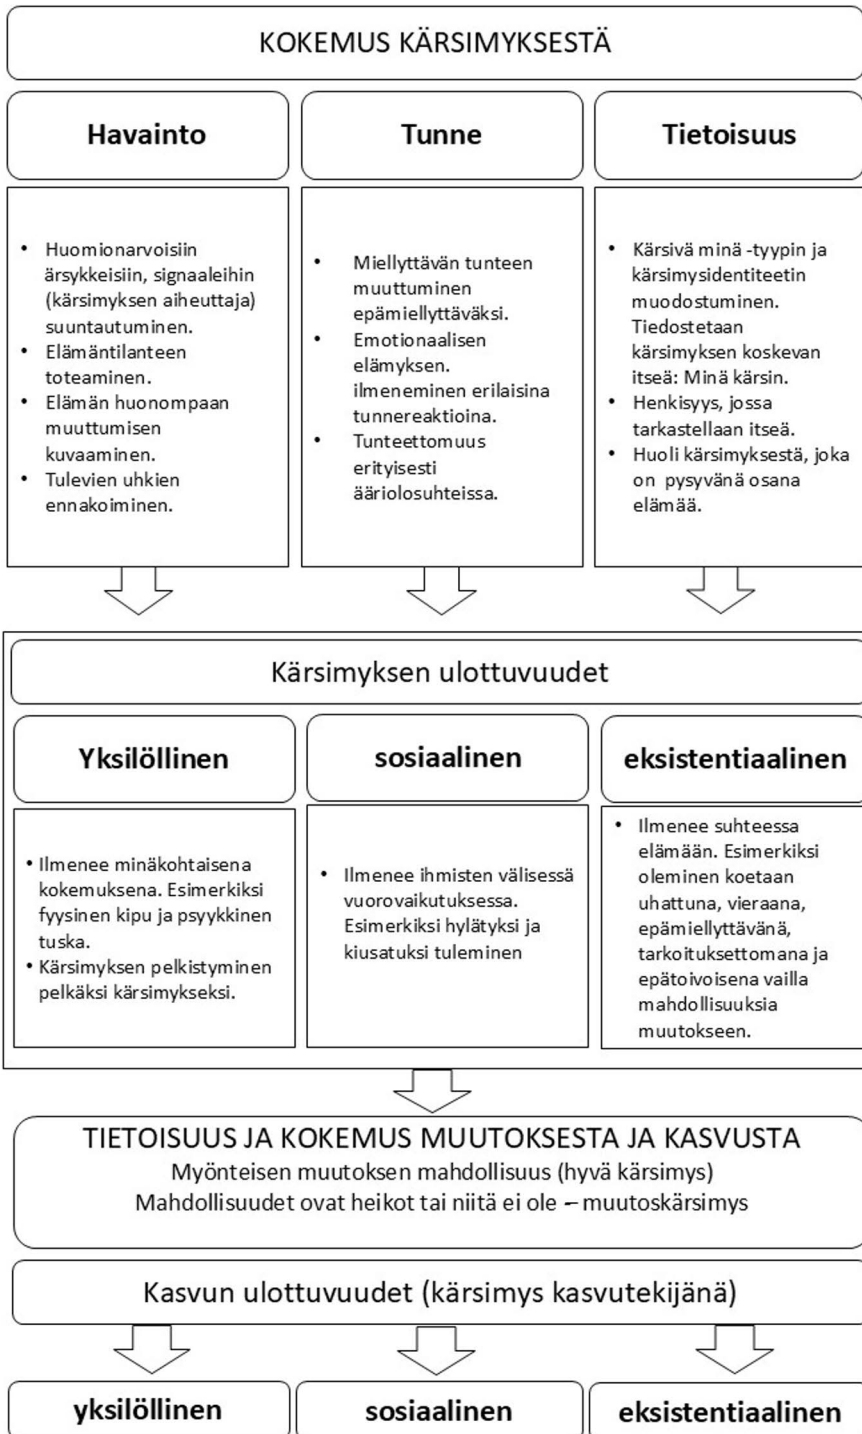 KOKEMUS KÄRSIMYKSESTÄ
Havainto
Tunne
Tietoisuus
• Huomionarvoisiin
ärsykkeisiin, signaaleihin
(kärsimyksen aiheuttaja)
suuntautuminen.
• Elämäntilanteen
toteaminen.
• Elämän huonompaan
muuttumisen
kuvaaminen.
• Tulevien uhkien
ennakoiminen.
• Miellyttävän tunteen
muuttuminen
epämiellyttäväksi.
• Emotionaalisen
elämyksen.
ilmeneminen erilaisina
tunnereaktioina.
• Tunteettomuus
erityisesti
ääriolosuhteissa.
• Kärsivä minä -tyypin ja
kärsimysidentiteetin
muodostuminen.
Tiedostetaan
kärsimyksen koskevan
itseä: Minä kärsin.
• Henkisyys, jossa
tarkastellaan itseä.
• Huoli kärsimyksestä, joka
on pysyvänä osana
elämää.
Kärsimyksen ulottuvuudet
Yksilöllinen
sosiaalinen
eksistentiaalinen
• Ilmenee minäkohtaisena
kokemuksena. Esimerkiksi
fyysinen kipu ja psyykkinen
tuska.
• Kärsimyksen pelkistyminen
pelkäksi kärsimykseksi.
• Ilmenee ihmisten välisessä
vuorovaikutuksessa.
Esimerkiksi hylätyksi ja
kiusatuksi tuleminen
• Ilmenee suhteessa
elämään. Esimerkiksi
oleminen koetaan
uhattuna, vieraana,
epämiellyttävänä,
tarkoituksettomana ja
epätoivoisena vailla
mahdollisuuksia
muutokseen.
TIETOISUUS JA KOKEMUS MUUTOKSESTA JA KASVUSTA
Myönteisen muutoksen mahdollisuus (hyvä kärsimys)
Mahdollisuudet ovat heikot tai niitä ei ole – muutoskärsimys
Kasvun ulottuvuudet (kärsimys kasvutekijänä)
yksilöllinen
sosiaalinen
eksistentiaalinen